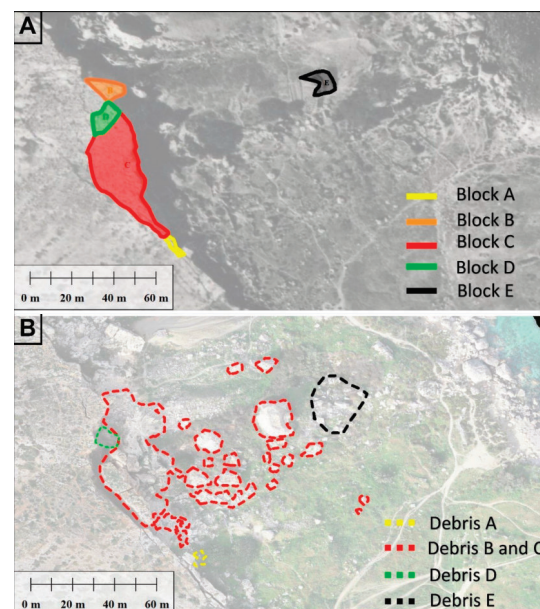 A
B
D
E
C
Block A
Block B
Block C
Block D
Block E
0 m 20 m 40 m 60 m
B
Debris A
Debris B and C
Debris D
Debris E
0 m 20 m 40 m 60 m